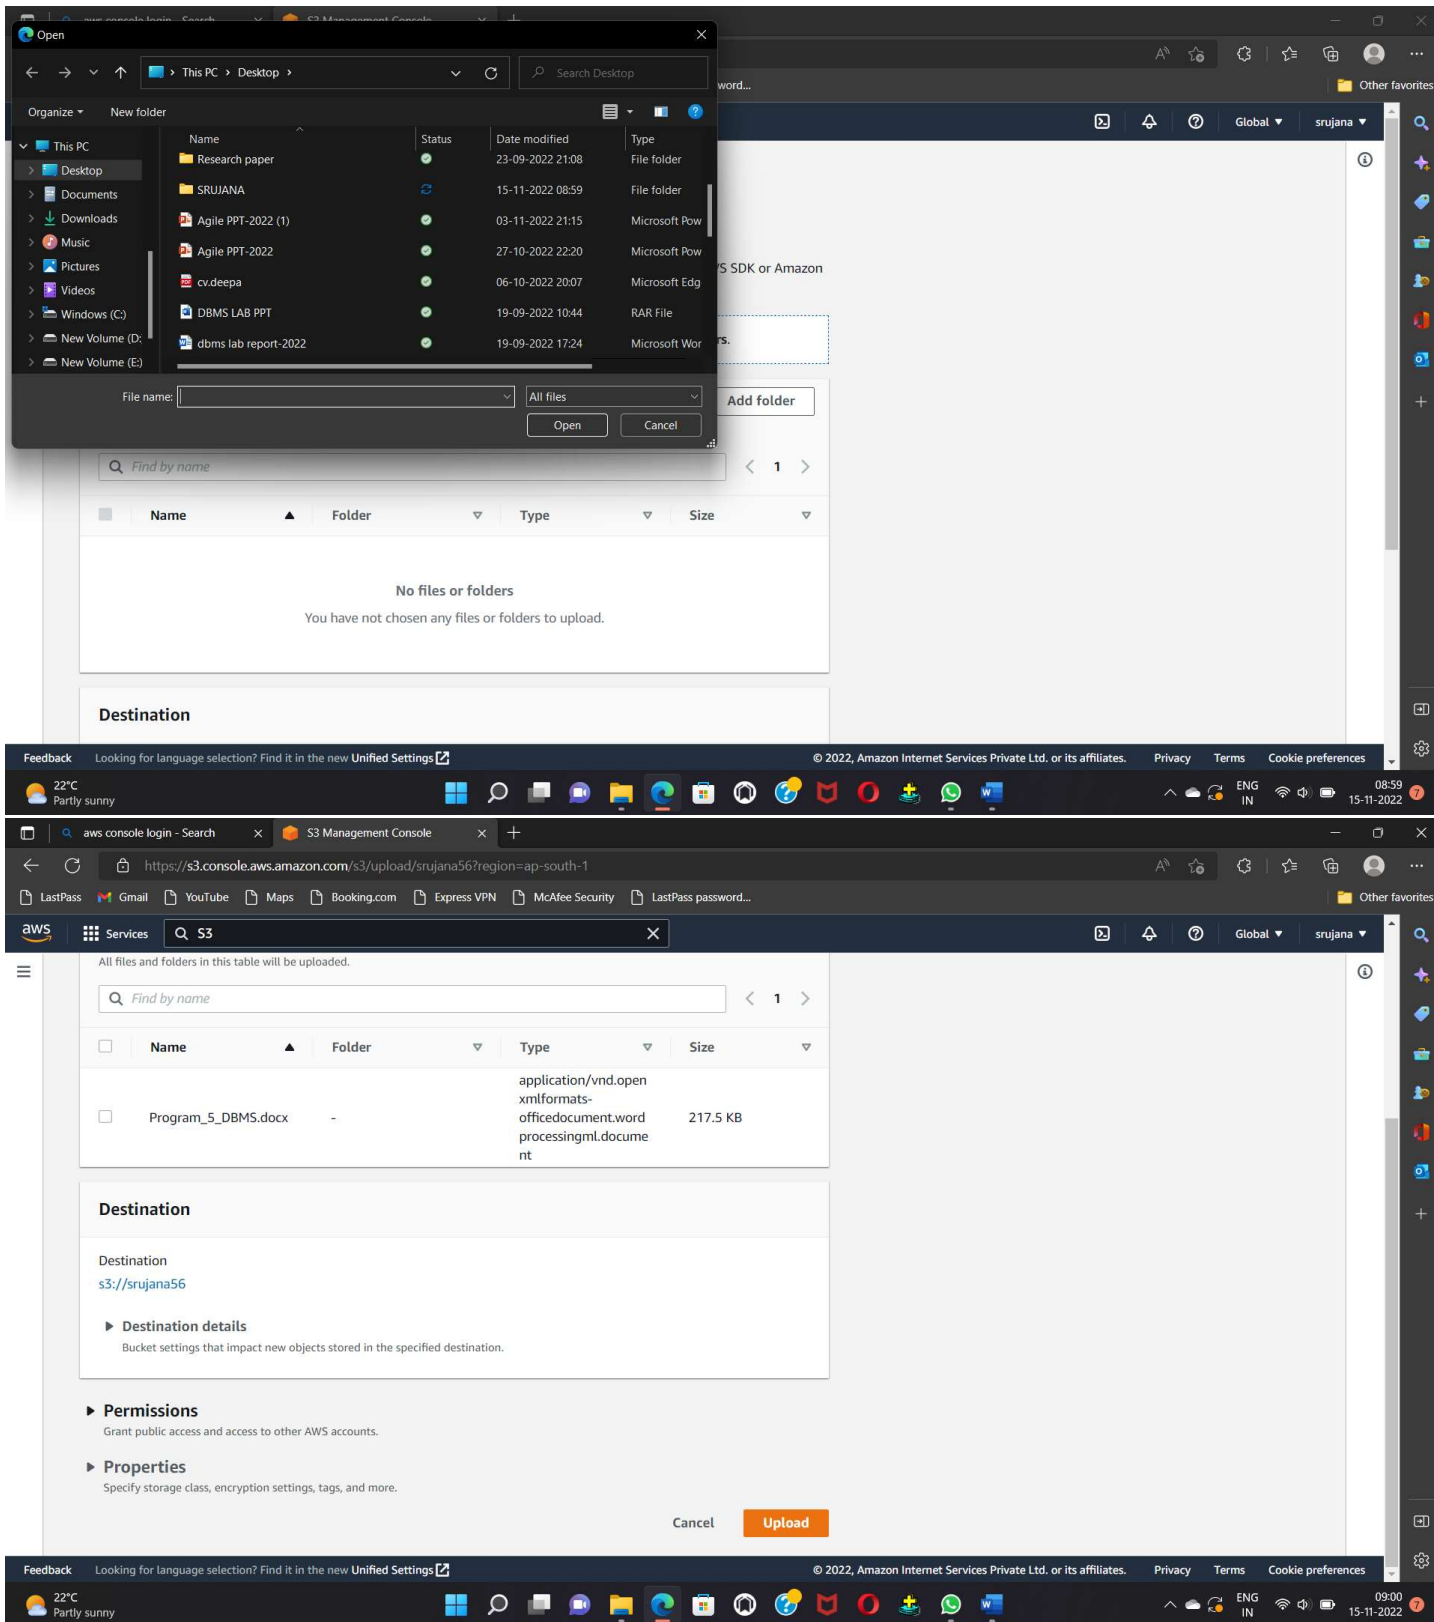 aws console login - Search
S3 Management Console
Open
This PC > Desktop >
Search Desktop
word...
Other favorites
Organize
New folder
Global
srujana
Name Status Date modified Type
This PC
Desktop
Documents
Downloads
Music
Pictures
Videos
Windows (C:)
New Volume (D:
New Volume (E:)
Research paper 23-09-2022 21:08 File folder
SRUJANA 15-11-2022 08:59 File folder
Agile PPT-2022 (1) 03-11-2022 21:15 Microsoft Pow
Agile PPT-2022 27-10-2022 22:20 Microsoft Pow
cv.deepa 06-10-2022 20:07 Microsoft Edg
DBMS LAB PPT 19-09-2022 10:44 RAR File
dbms lab report-2022 19-09-2022 17:24 Microsoft Wor
'S SDK or Amazon
rs.
File name:
All files
Add folder
Open
Cancel
Find by name
1
Name Folder Type Size
No files or folders
You have not chosen any files or folders to upload.
Destination
Feedback Looking for language selection? Find it in the new Unified Settings © 2022, Amazon Internet Services Private Ltd. or its affiliates. Privacy Terms Cookie preferences
22°C
Partly sunny
ENG
IN
08:59
15-11-2022
7
aws console login - Search
S3 Management Console
https://s3.console.aws.amazon.com/s3/upload/srujana56?region=ap-south-1
LastPass Gmail YouTube Maps Booking.com Express VPN McAfee Security LastPass password... Other favorites
aws Services S3 Global srujana
All files and folders in this table will be uploaded.
Find by name
1
Name Folder Type Size
Program_5_DBMS.docx - 217.5 KB
application/vnd.open
xmlformats-
officedocument.word
processingml.docume
nt
Destination
Destination
s3://srujana56
Destination details
Bucket settings that impact new objects stored in the specified destination.
Permissions
Grant public access and access to other AWS accounts.
Properties
Specify storage class, encryption settings, tags, and more.
Cancel
Upload
Feedback Looking for language selection? Find it in the new Unified Settings © 2022, Amazon Internet Services Private Ltd. or its affiliates. Privacy Terms Cookie preferences
22°C
Partly sunny
ENG
IN
09:00
15-11-2022
7